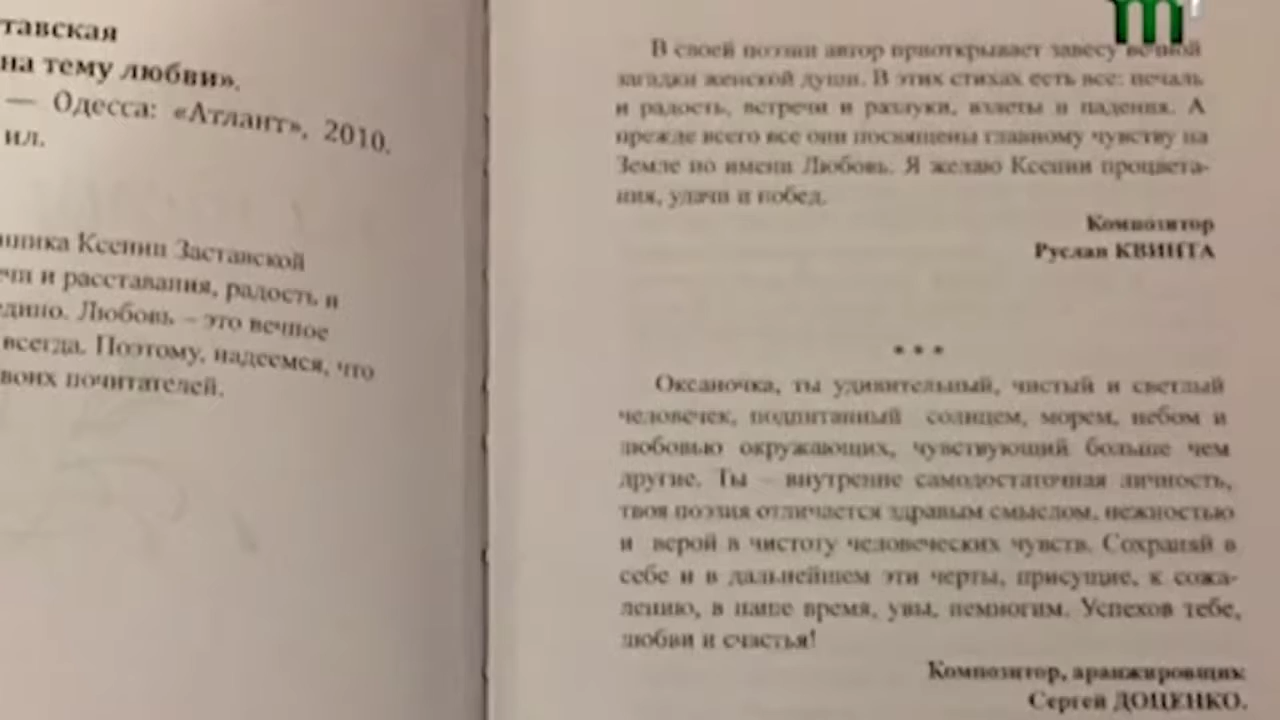 тавская
на тему любви».
— Одесса: «Атлант», 2010.
ил.
нника Ксении Заставской
ечи и расставания, радость и
едино. Любовь – это вечное
всегда. Поэтому, надеемся, что
воих почитателей.
В своей поэзии автор приоткрывает завесу вечной
загадки женской души. В этих стихах есть все: печаль
и радость, встречи и разлуки, взлеты и падения. А
прежде всего все они посвящены главному чувству на
Земле по имени Любовь. Я желаю Ксении процвета-
ния, удачи и побед.
Композитор
Руслан КВИНТА
* * *
Оксаночка, ты удивительный, чистый и светлый
человечек, подпитанный солнцем, морем, небом и
любовью окружающих, чувствующий больше чем
другие. Ты – внутренне самодостаточная личность,
твоя поэзия отличается здравым смыслом, нежностью
и верой в чистоту человеческих чувств. Сохраняй в
себе и в дальнейшем эти черты, присущие, к сожа-
лению, в наше время, увы, немногим. Успехов тебе,
любви и счастья!
Композитор, аранжировщик
Сергей ДОЦЕНКО.